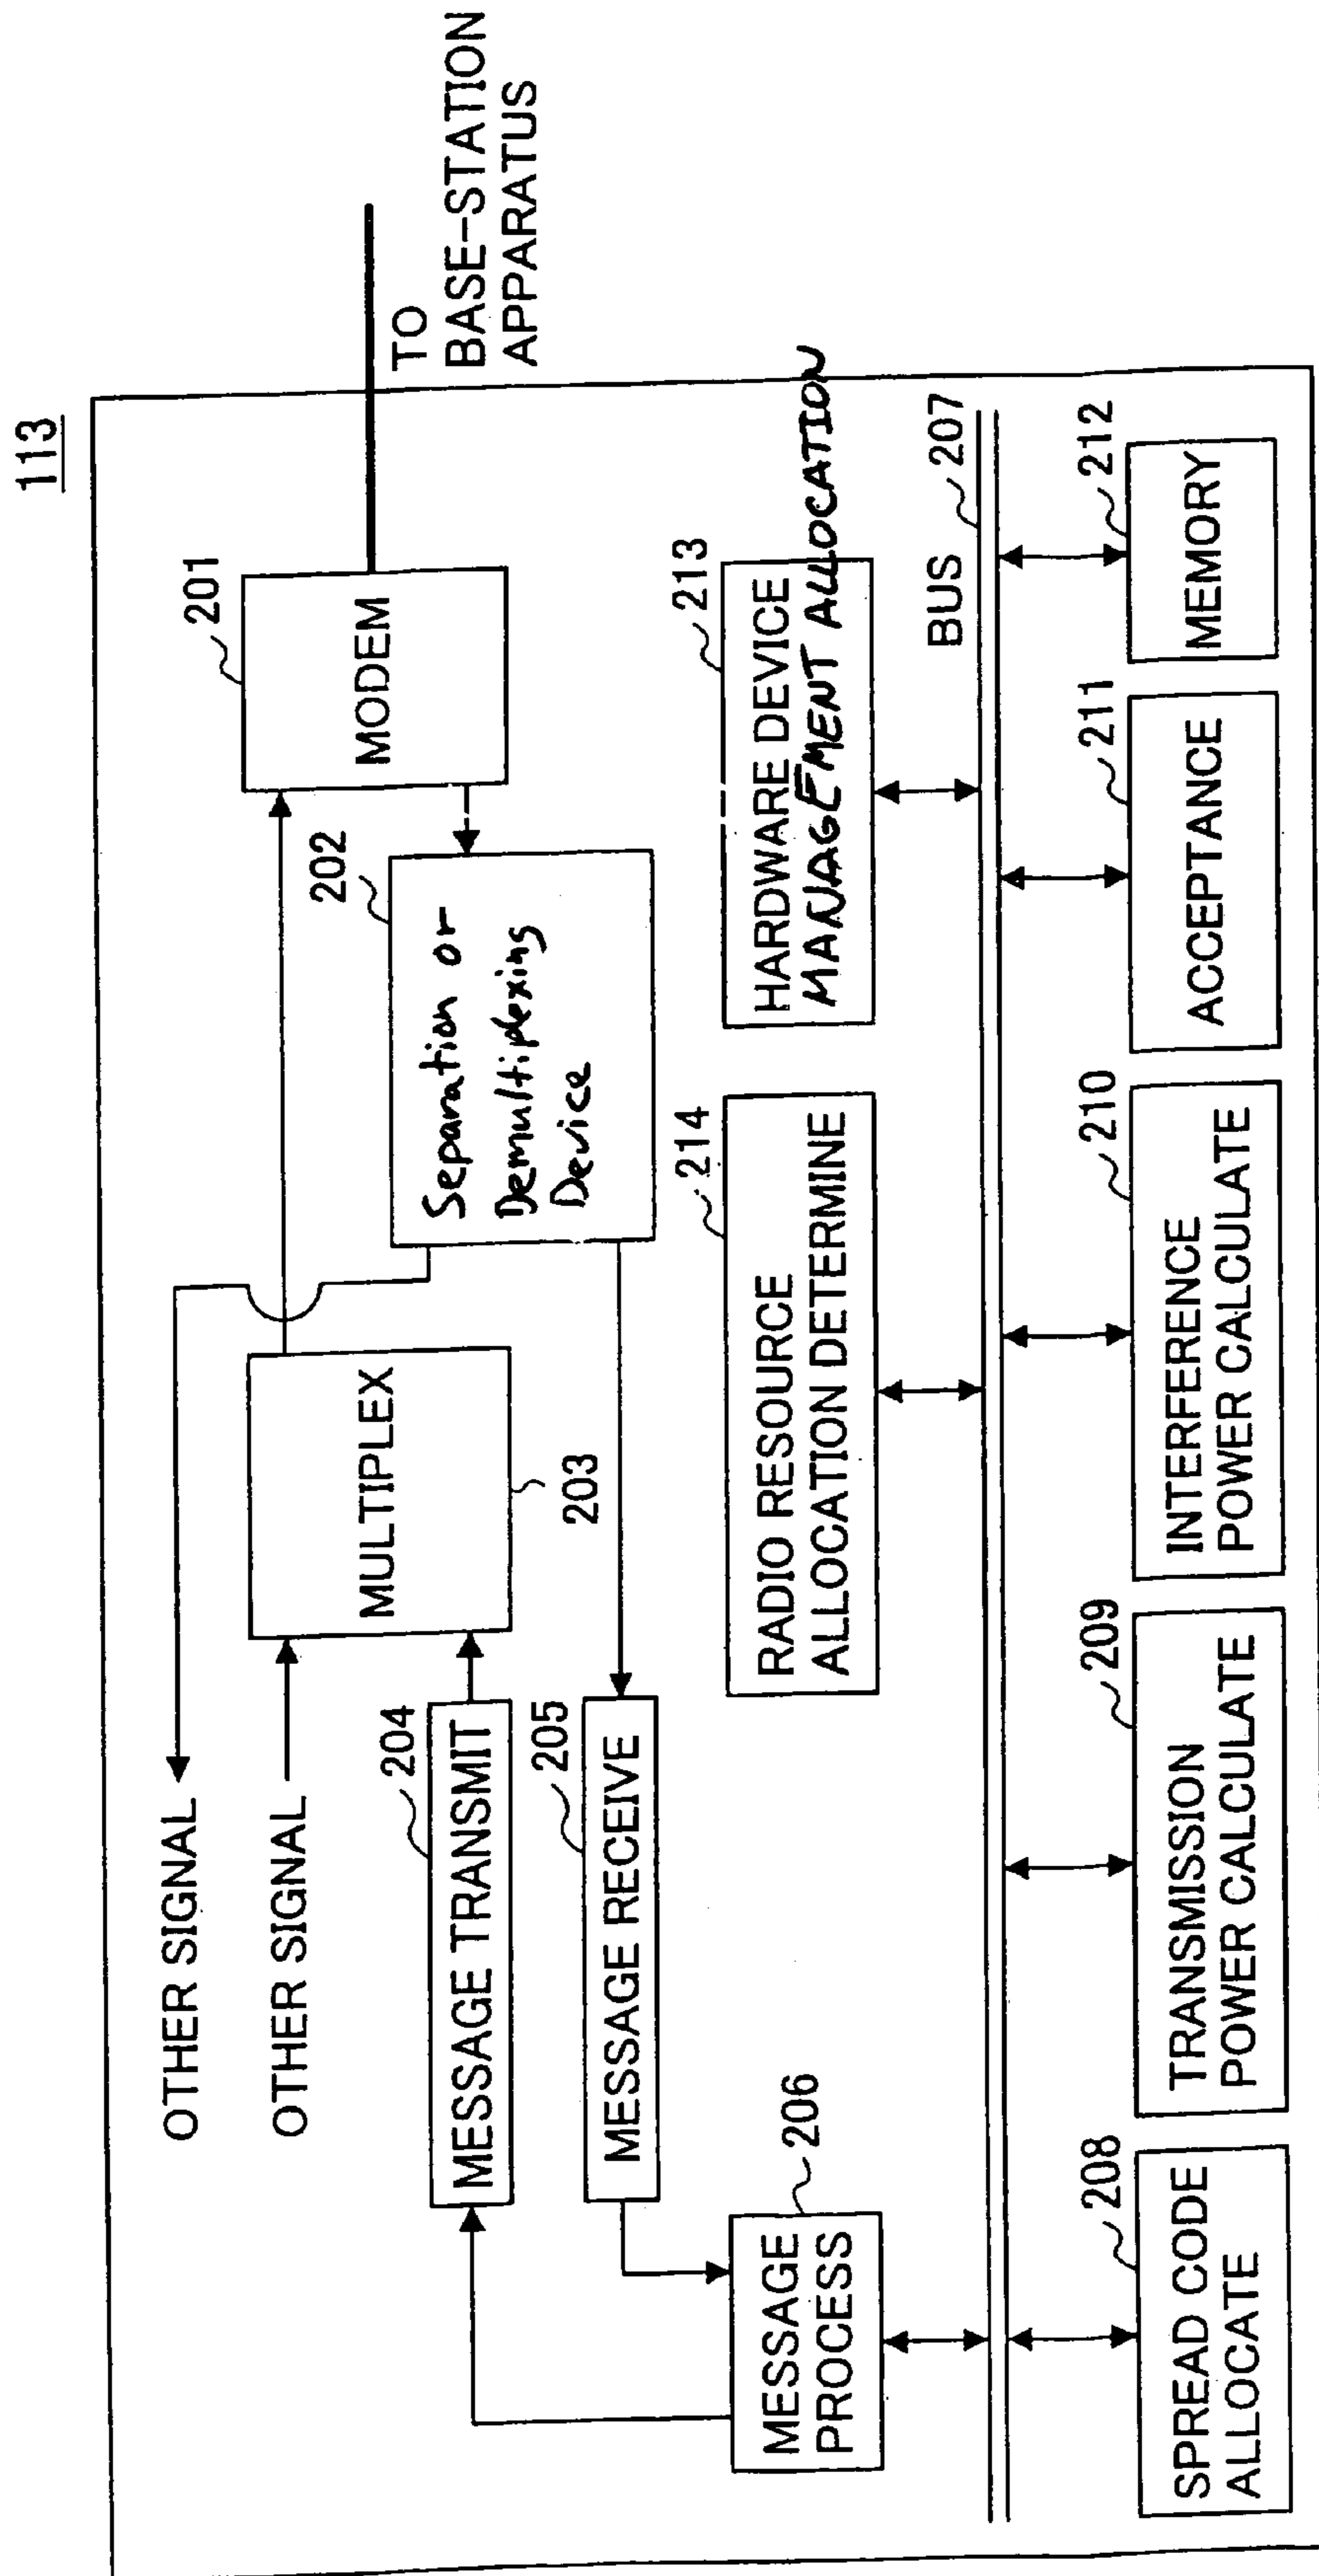 113
TO
BASE-STATION
APPARATUS
201
MODEM
202
Separation or
Demultiplexing
Device
MULTIPLEX
203
OTHER SIGNAL
OTHER SIGNAL
204
MESSAGE TRANSMIT
205
MESSAGE RECEIVE
206
MESSAGE
PROCESS
214
RADIO RESOURCE
ALLOCATION DETERMINE
213
HARDWARE DEVICE
MANAGEMENT ALLOCATION
BUS
207
208
SPREAD CODE
ALLOCATE
209
TRANSMISSION
POWER CALCULATE
210
INTERFERENCE
POWER CALCULATE
211
ACCEPTANCE
212
MEMORY